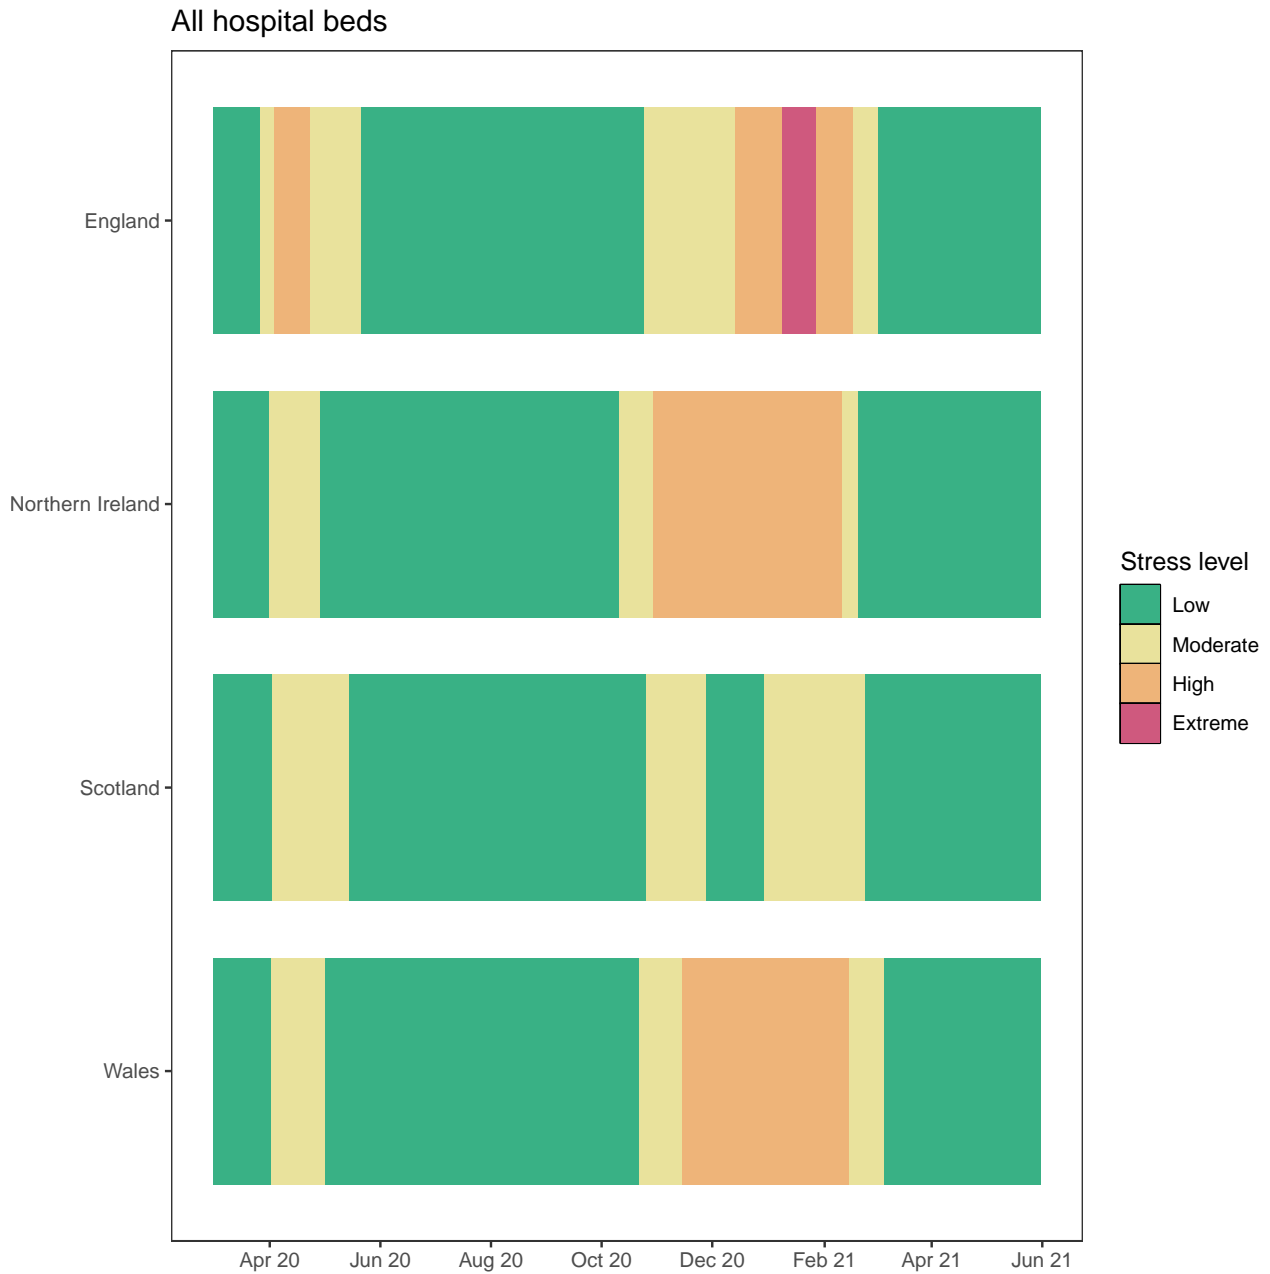 All hospital beds
England
Northern Ireland
Scotland
Wales
Apr 20 Jun 20 Aug 20 Oct 20 Dec 20 Feb 21 Apr 21 Jun 21
Stress level
Low
Moderate
High
Extreme